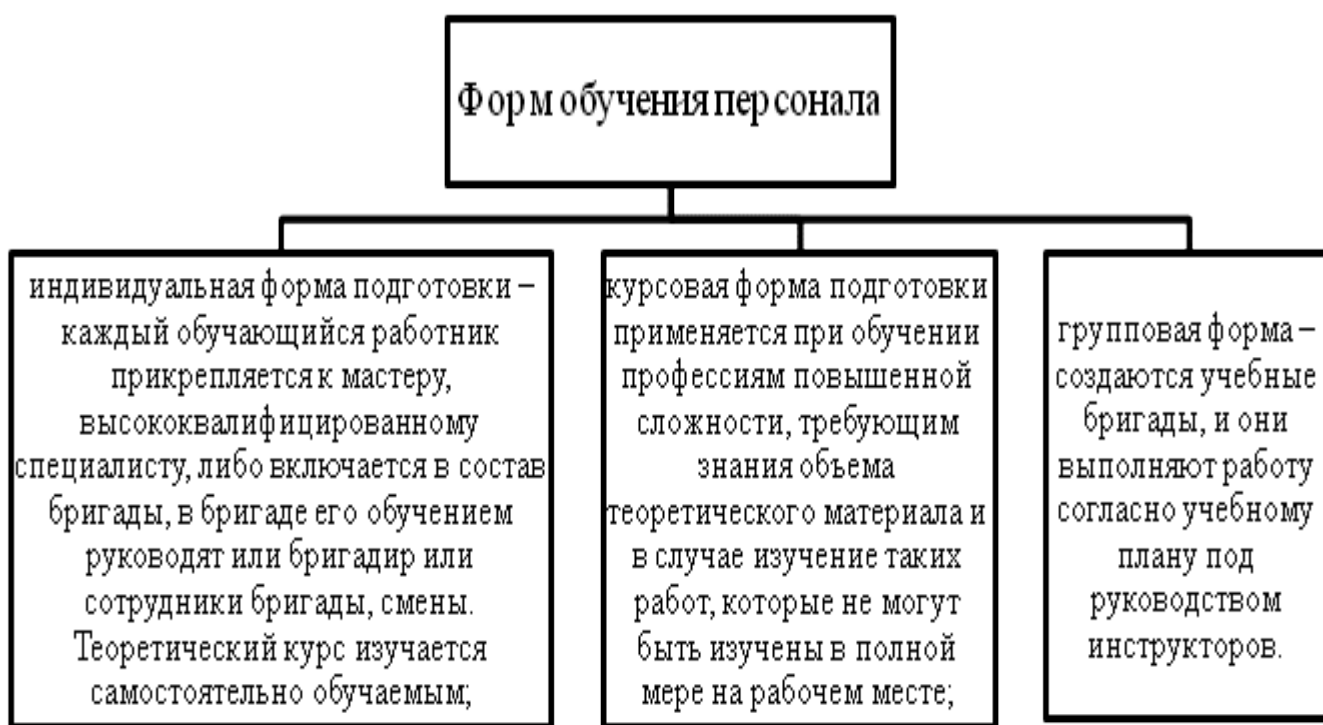 Форм обучения персонала
индивидуальная форма подготовки –
каждый обучающийся работник
прикрепляется к мастеру,
высококвалифицированному
специалисту, либо включается в состав
бригады, в бригаде его обучением
руководят или бригадир или
сотрудники бригады, смены.
Теоретический курс изучается
самостоятельно обучаемым;
курсовая форма подготовки
применяется при обучении
профессиям повышенной
сложности, требующим
знания объема
теоретического материала и
в случае изучение таких
работ, которые не могут
быть изучены в полной
мере на рабочем месте;
групповая форма –
создаются учебные
бригады, и они
выполняют работу
согласно учебному
плану под
руководством
инструкторов.